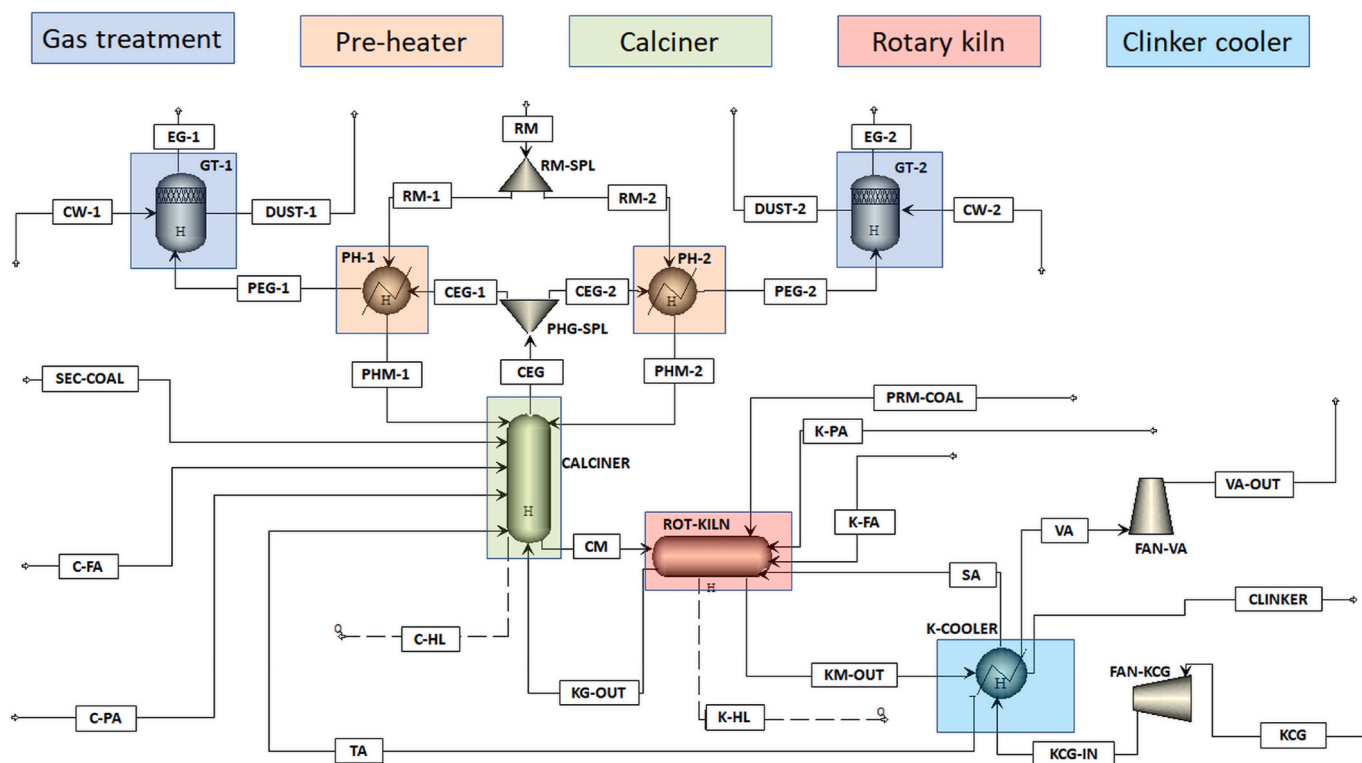 Gas treatment
Pre-heater
Calciner
Rotary kiln
Clinker cooler
EG-1
RM
EG-2
GT-1
RM-SPL
GT-2
CW-1
DUST-1
RM-1
RM-2
DUST-2
CW-2
PH-1
PH-2
H
H
PEG-1
CEG-1
CEG-2
PEG-2
H
H
PHG-SPL
SEC-COAL
PHM-1
CEG
PHM-2
PRM-COAL
K-PA
CALCINER
VA-OUT
H
ROT-KILN
K-FA
VA
CM
FAN-VA
C-FA
H
SA
CLINKER
Q
C-HL
K-COOLER
KM-OUT
H
FAN-KCG
KG-OUT
C-PA
K-HL
Q
TA
KCG-IN
KCG